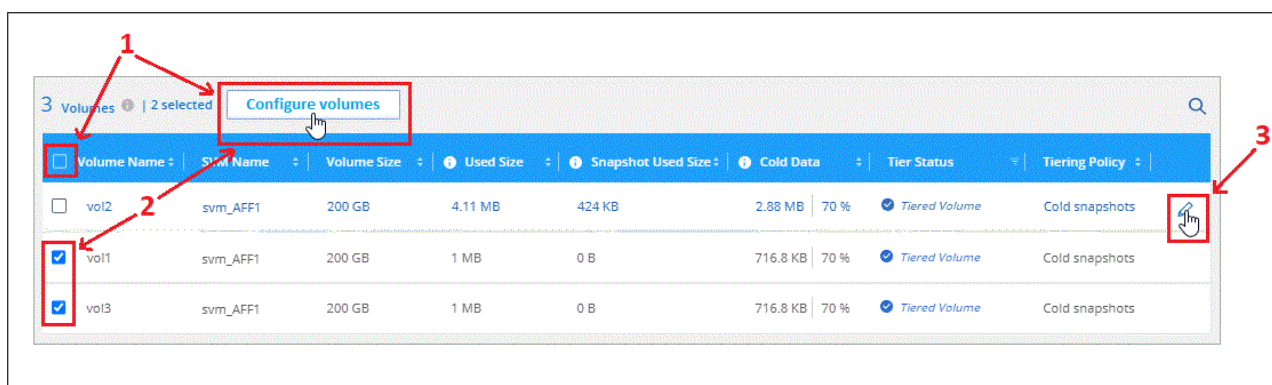 1
3 Volumes | 2 selected Configure volumes
3
Volume Name SVM Name Volume Size Used Size Snapshot Used Size Cold Data Tier Status Tiering Policy
2
vol2 svm_AFF1 200 GB 4.11 MB 424 KB 2.88 MB 70 % Tiered Volume Cold snapshots
vol1 svm_AFF1 200 GB 1 MB 0 B 716.8 KB 70 % Tiered Volume Cold snapshots
vol3 svm_AFF1 200 GB 1 MB 0 B 716.8 KB 70 % Tiered Volume Cold snapshots